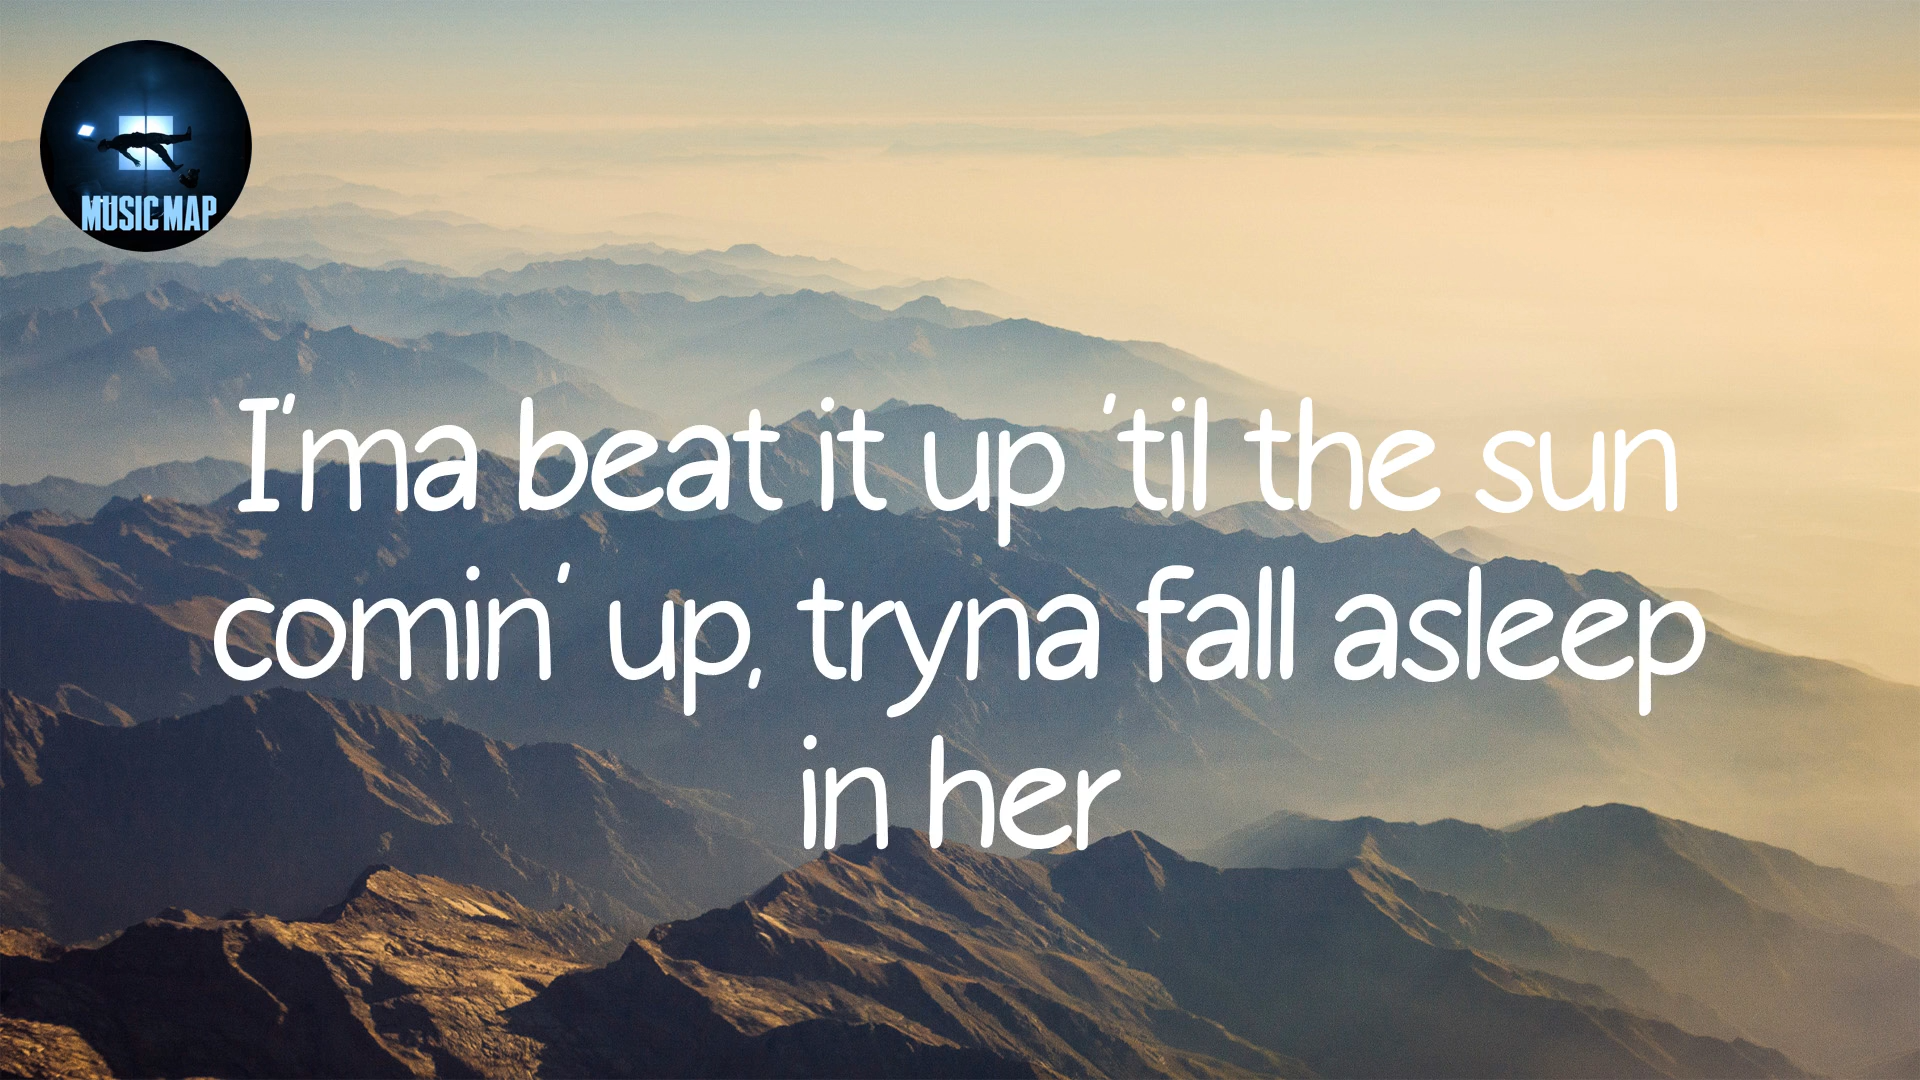 MUSIC MAP
I'ma beat it up 'til the sun
comin' up, tryna fall asleep
in her